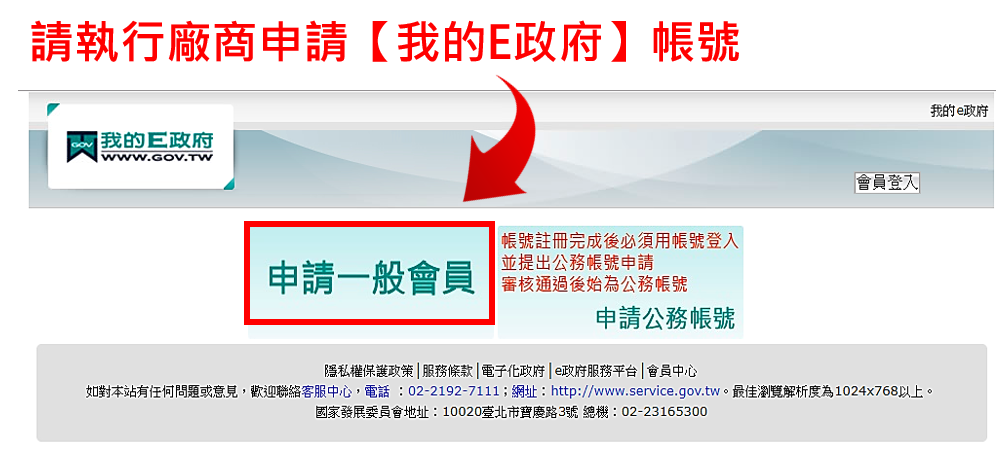 請執行廠商申請【我的E政府】帳號
我的e政府
GOV 我的E政府
WWW.GOV.TW
會員登入
申請一般會員
帳號註冊完成後必須用帳號登入
並提出公務帳號申請
審核通過後始為公務帳號
申請公務帳號
隱私權保護政策|服務條款|電子化政府|e政府服務平台|會員中心
如對本站有任何問題或意見，歡迎聯絡客服中心，電話 ：02-2192-7111；網址：http://www.service.gov.tw。最佳瀏覽解析度為1024x768以上。
國家發展委員會地址：10020臺北市寶慶路3號 總機：02-23165300